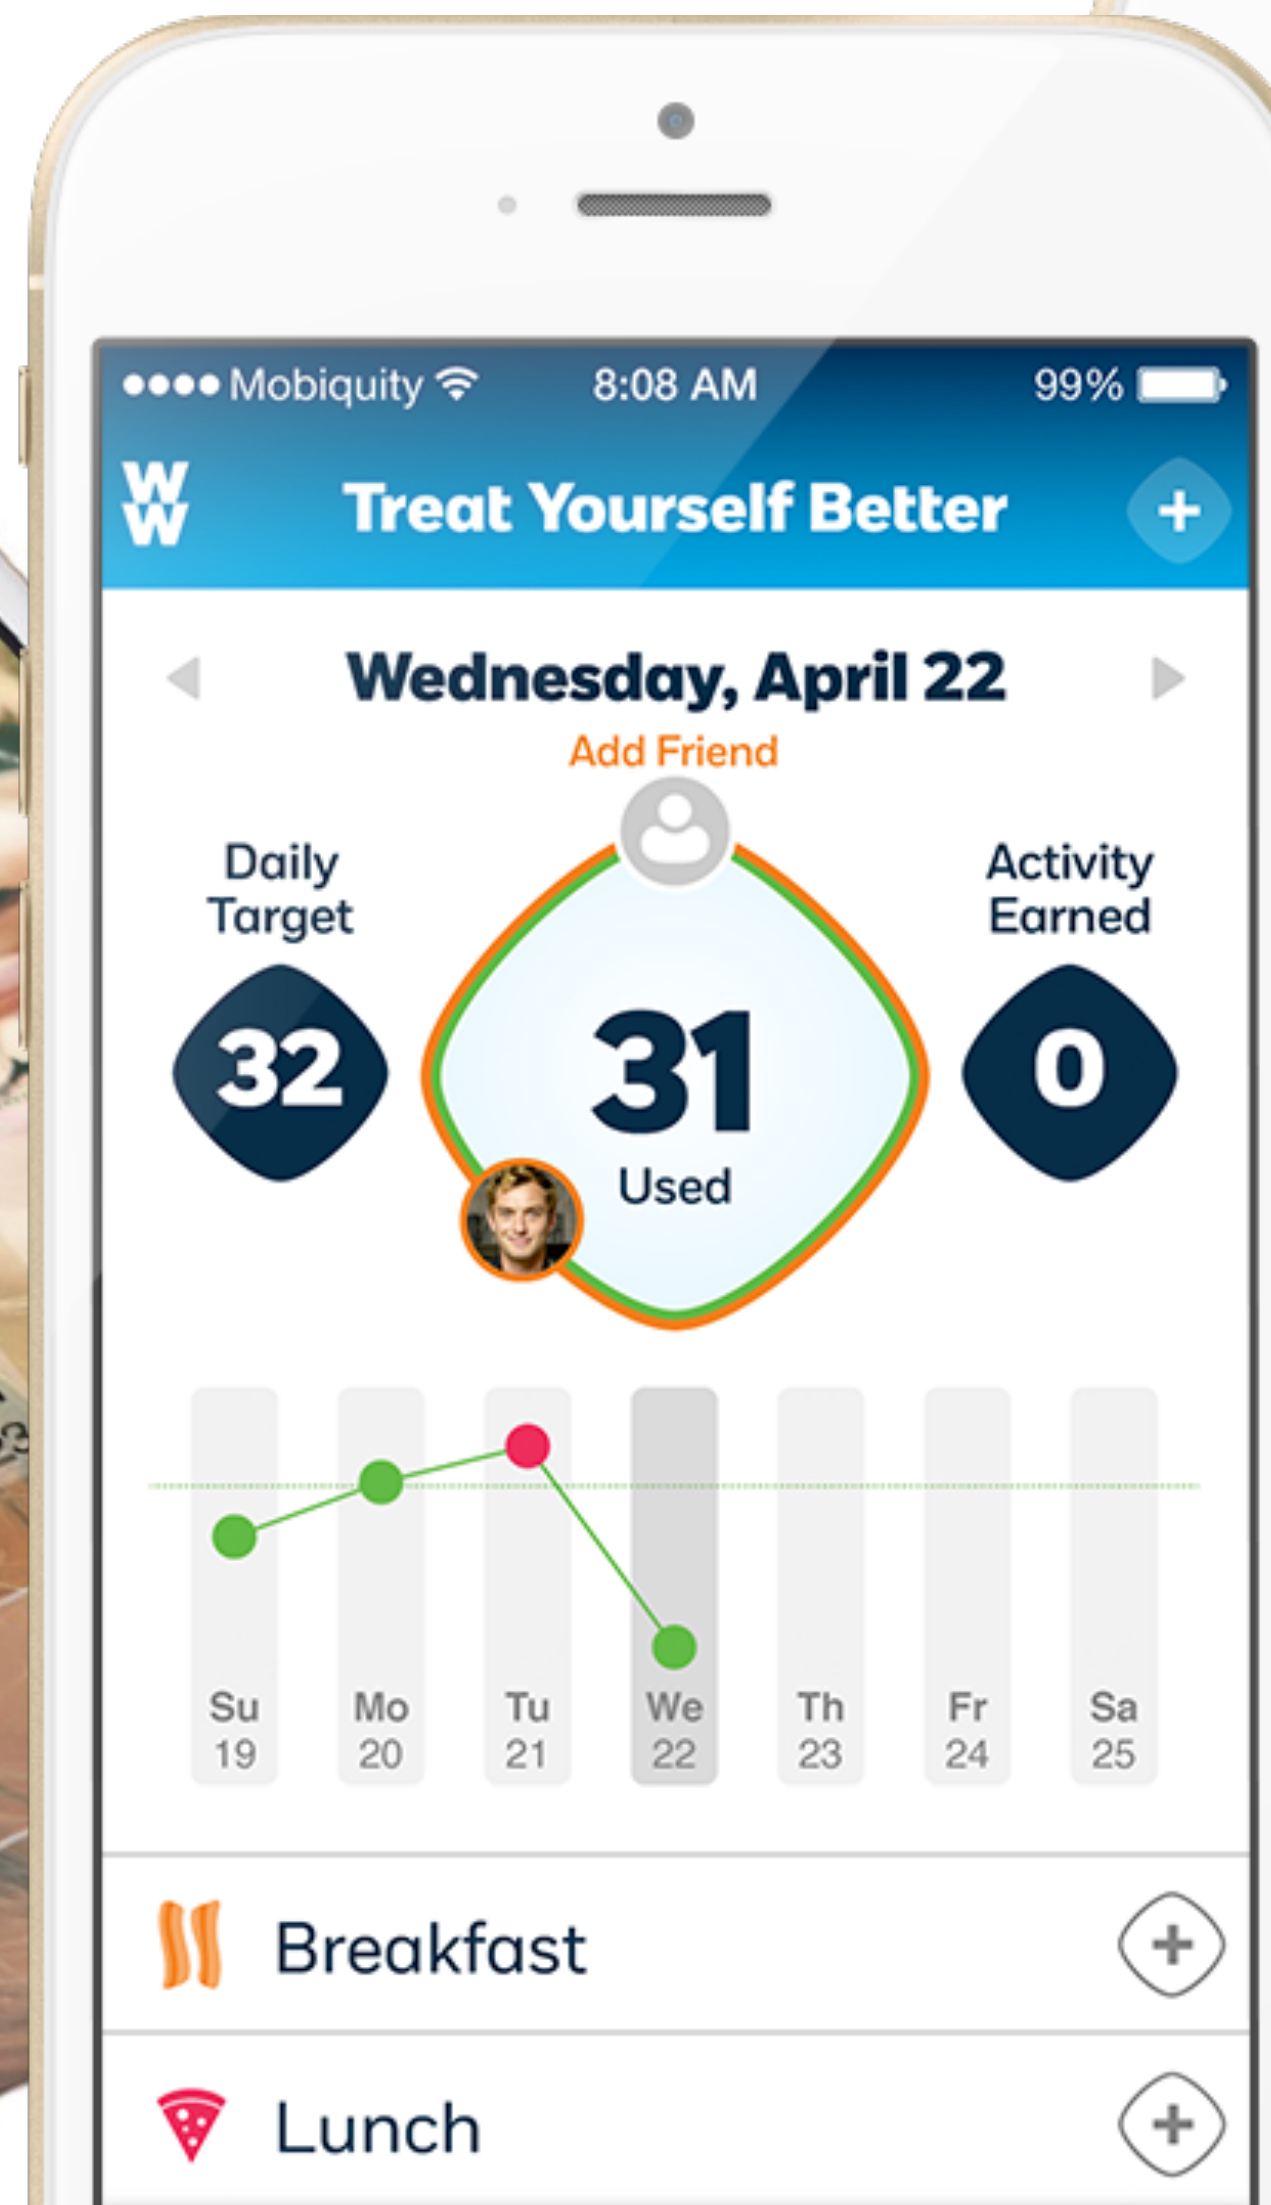 Mobiquity 8:08 AM 99%
W
W
Treat Yourself Better
+
Wednesday, April 22
Add Friend
Daily
Target
32
31
Used
Activity
Earned
0
Su Mo Tu We Th Fr Sa
19 20 21 22 23 24 25
Breakfast +
Lunch +